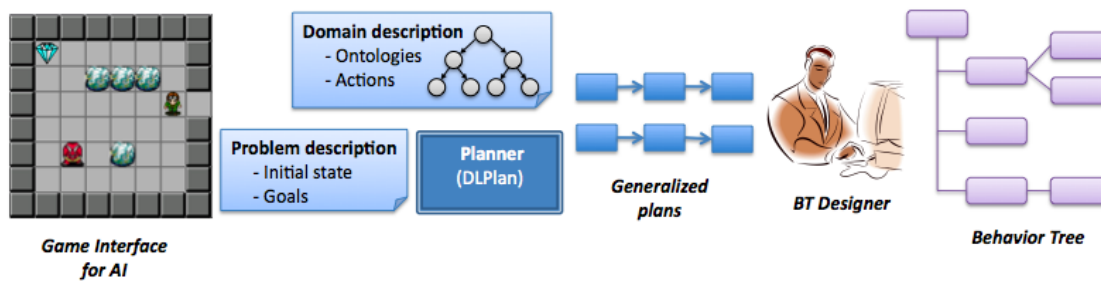 Domain description
- Ontologies
- Actions
Problem description
- Initial state
- Goals
Planner
(DLPlan)
Generalized
plans
BT Designer
Behavior Tree
Game Interface
for AI